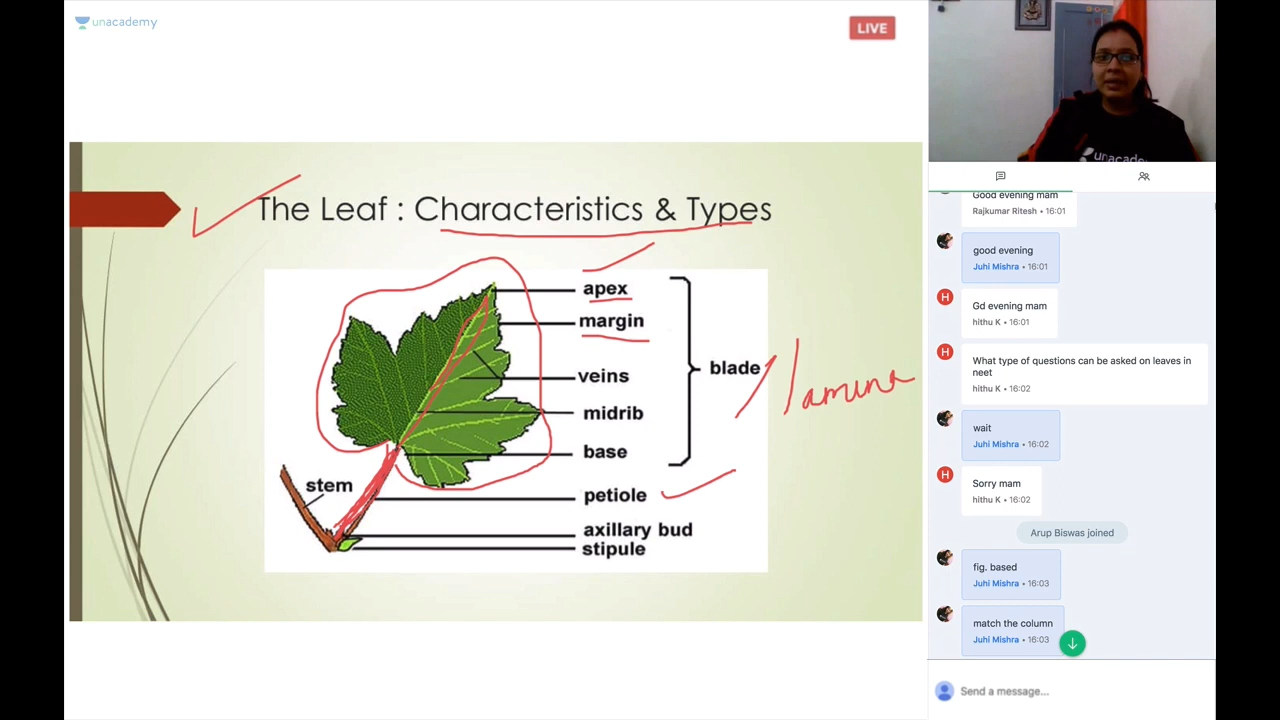 unacademy
LIVE
The Leaf : Characteristics & Types
apex
margin
veins
midrib
base
blade
/ lamina
stem
petiole
axillary bud
stipule
unacademy
Good evening mam
Rajkumar Ritesh • 16:01
good evening
Juhi Mishra • 16:01
H
Gd evening mam
hithu K • 16:01
H
What type of questions can be asked on leaves in
neet
hithu K • 16:02
wait
Juhi Mishra • 16:02
H
Sorry mam
hithu K • 16:02
Arup Biswas joined
fig. based
Juhi Mishra • 16:03
match the column
Juhi Mishra • 16:03
Send a message...